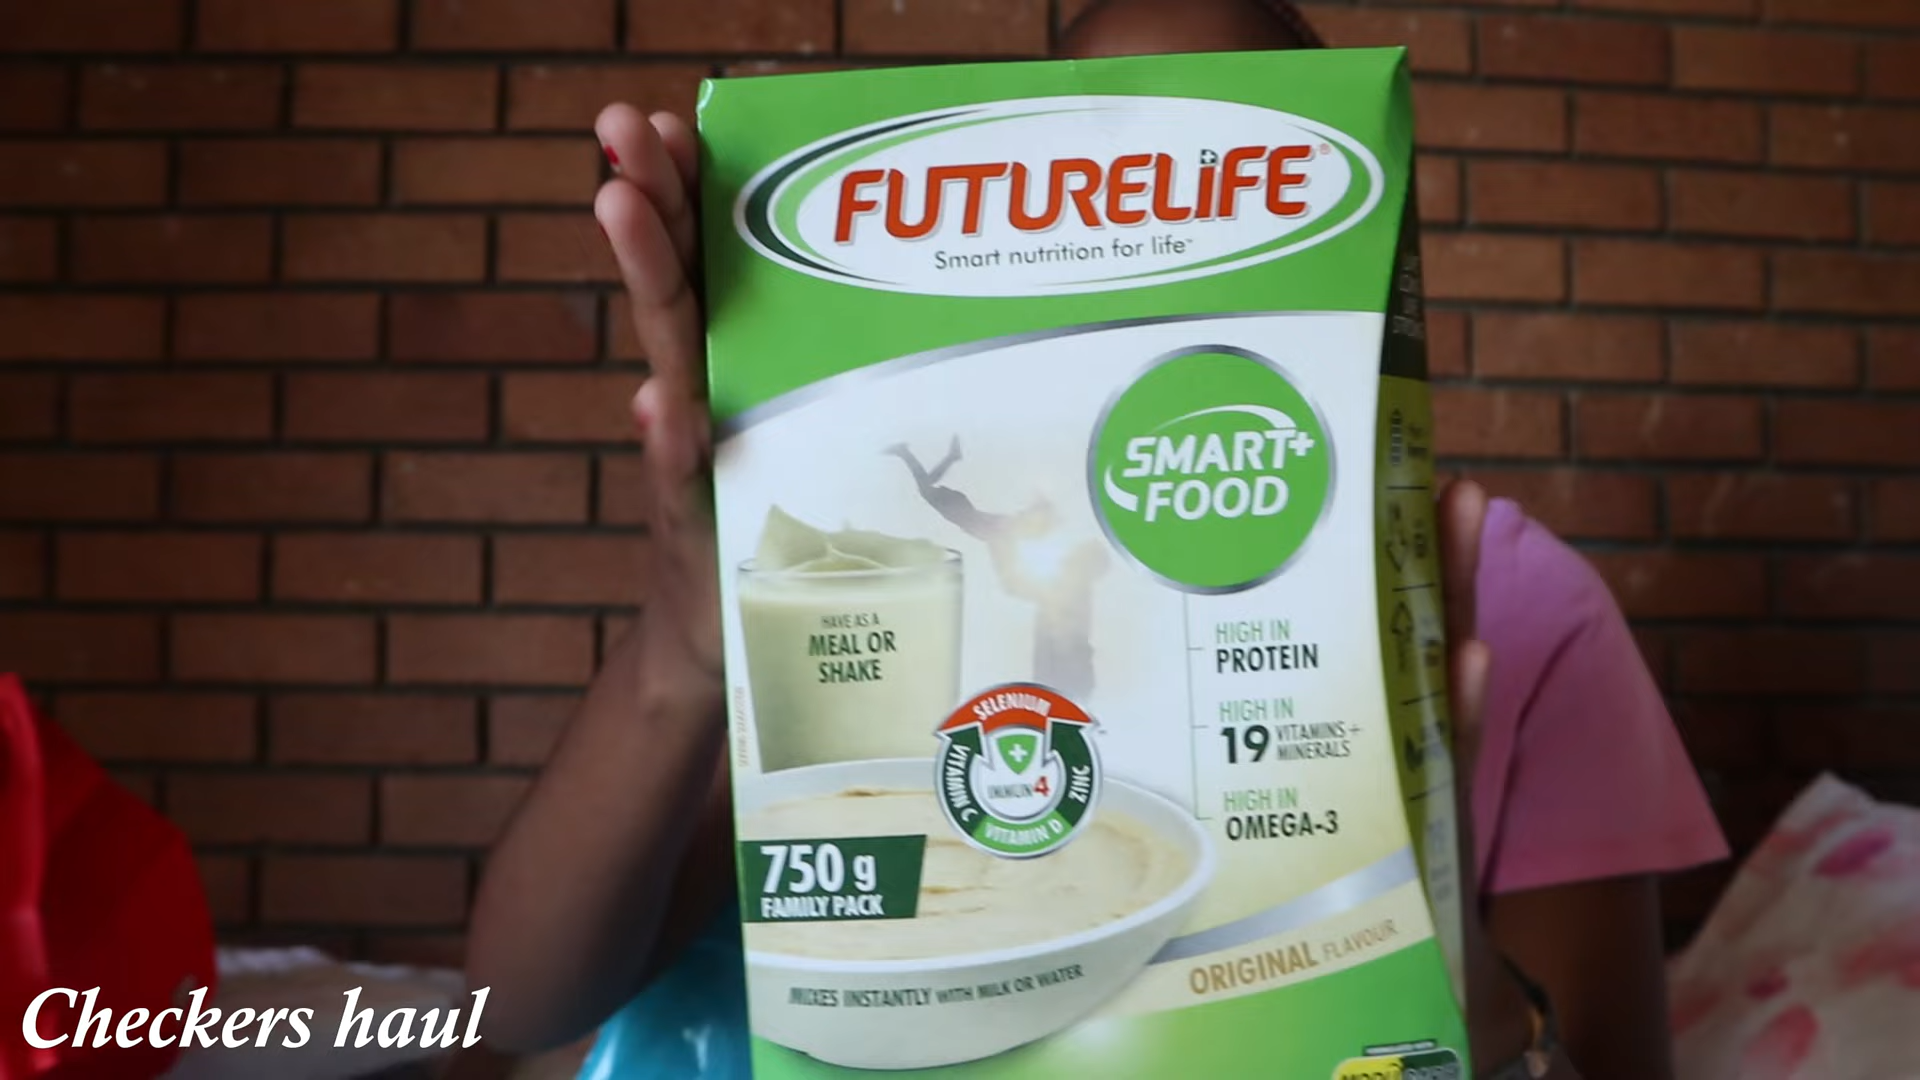 FUTURELiFE®
Smart nutrition for life™
SMART+
FOOD
HAVE AS A
MEAL OR
SHAKE
HIGH IN
PROTEIN
HIGH IN
19 VITAMINS +
MINERALS
HIGH IN
OMEGA-3
SELENIUM
VITAMIN C
ZINC
IMMUN4
VITAMIN D
750 g
FAMILY PACK
ORIGINAL FLAVOUR
MIXES INSTANTLY WITH MILK OR WATER
Checkers haul